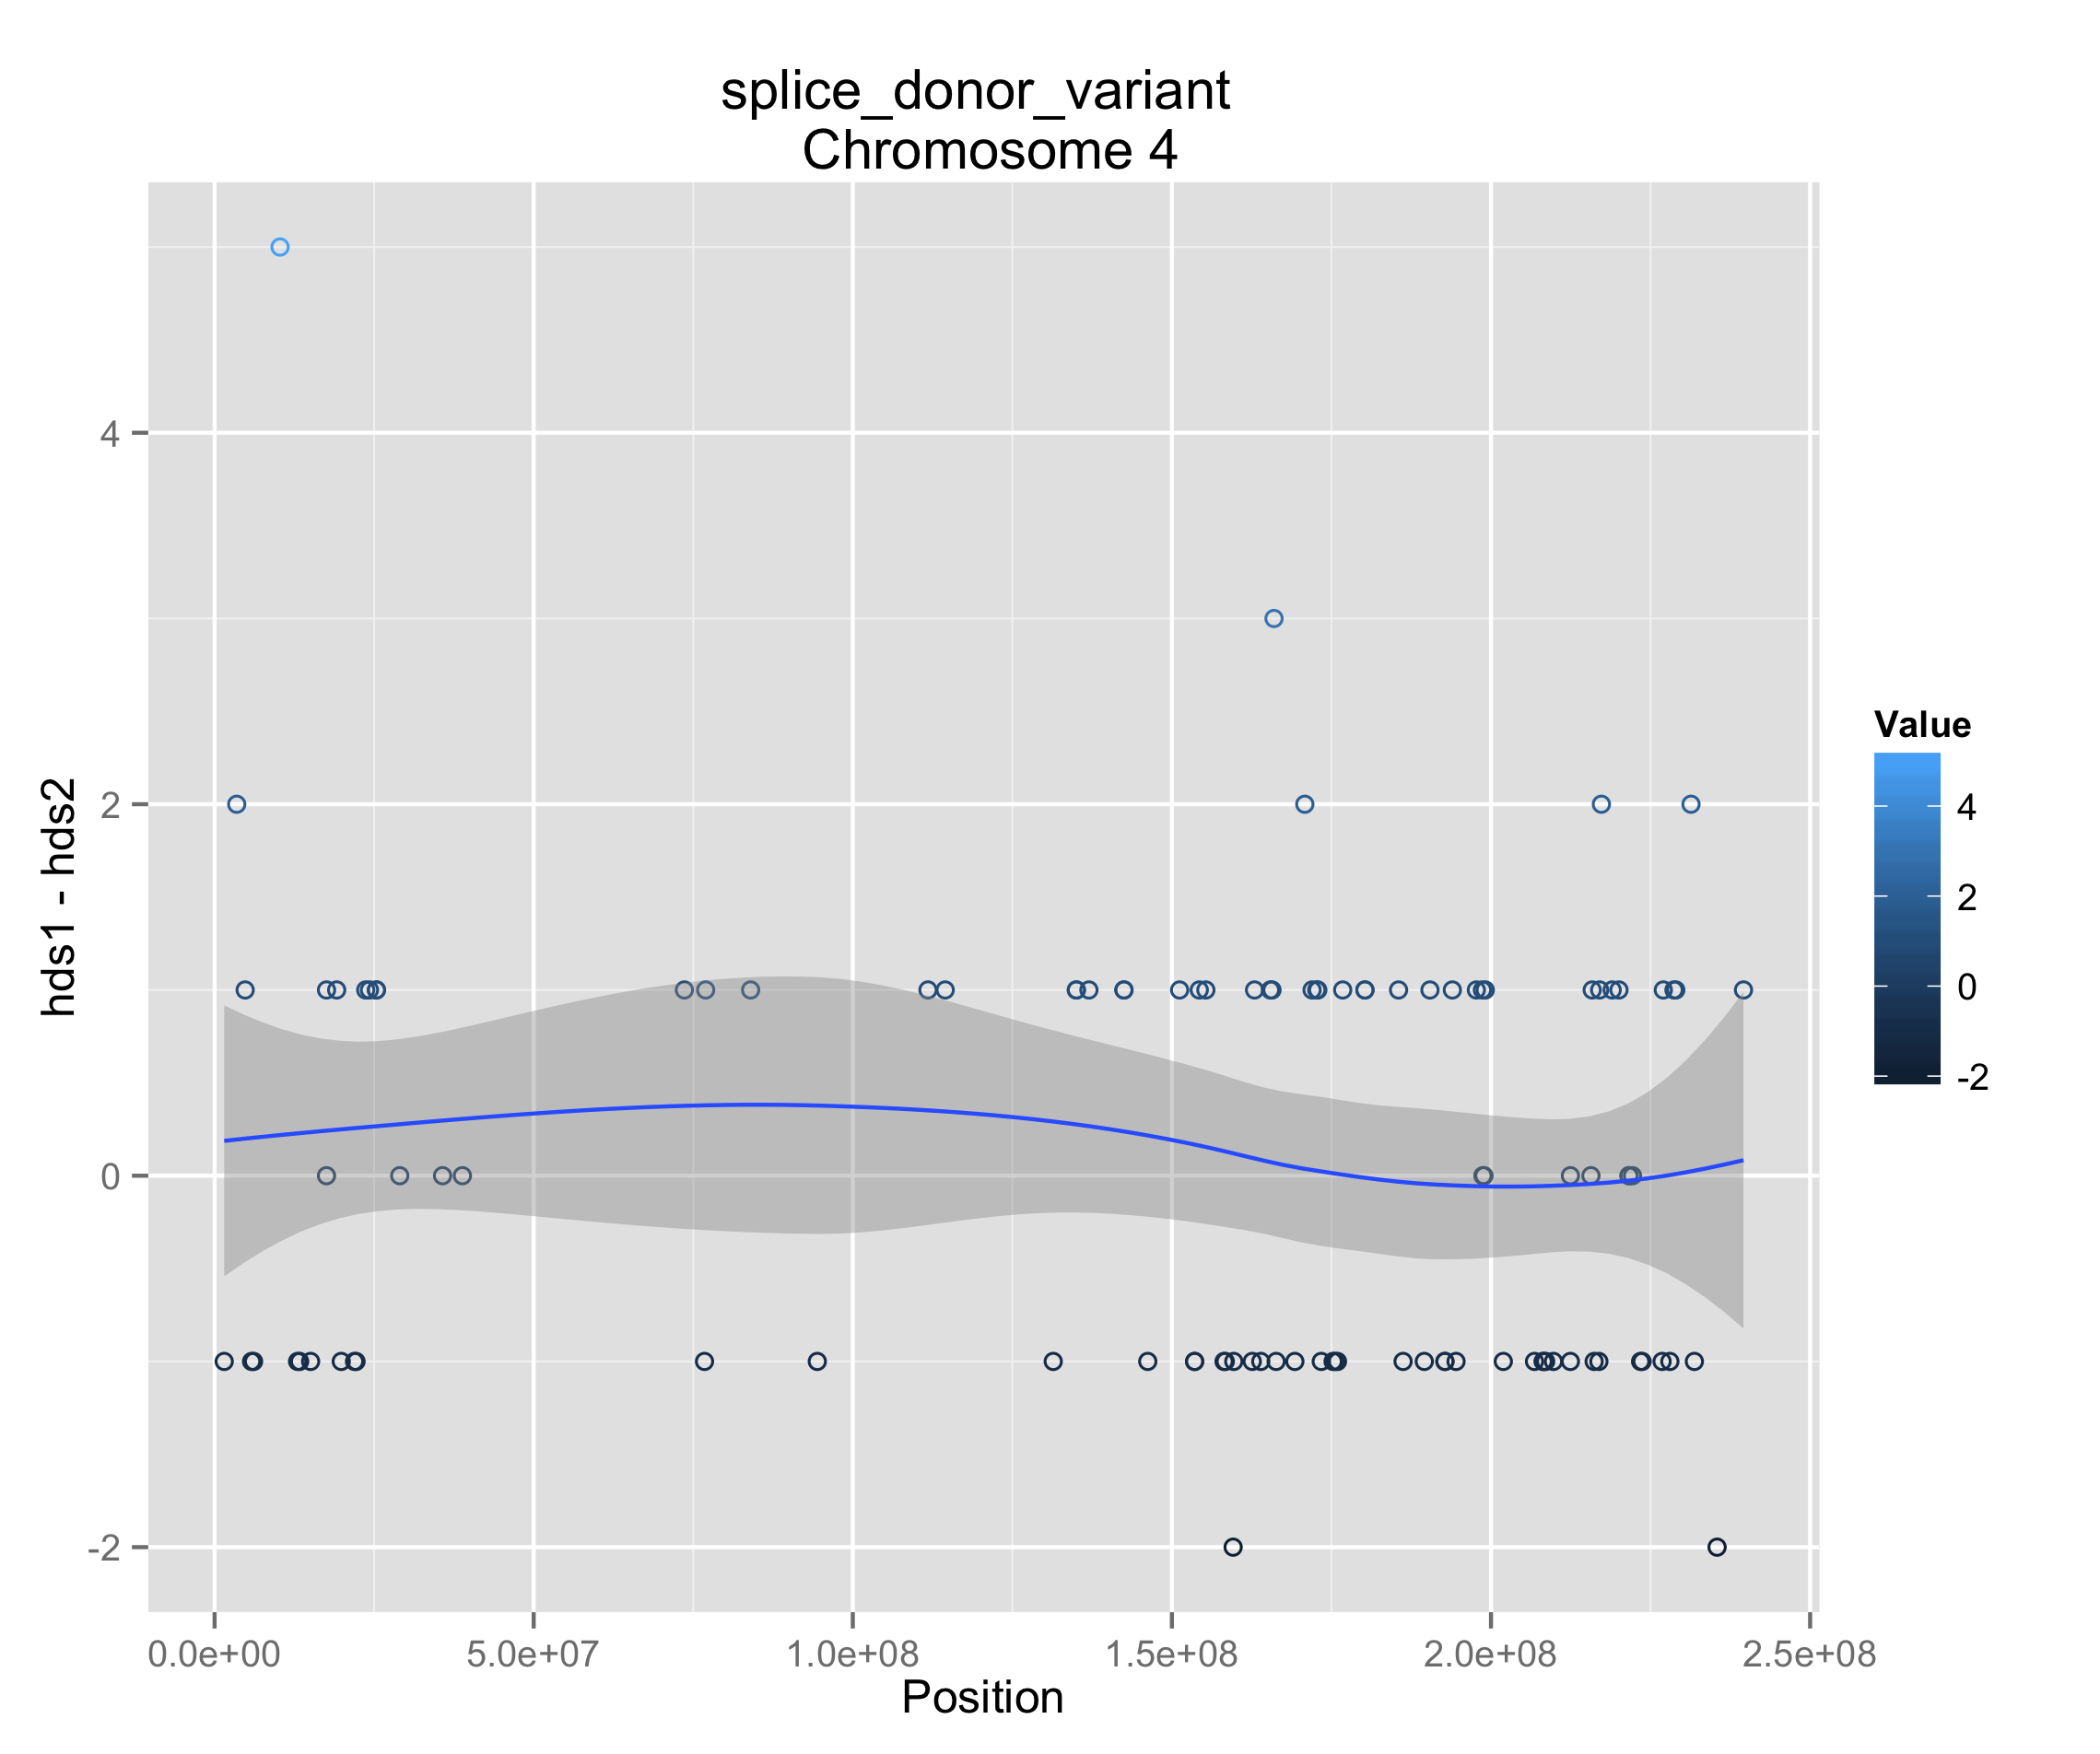 splice_donor_variant
Chromosome 4
hds1 - hds2
4
2
0
-2
0.0e+00 5.0e+07 1.0e+08 1.5e+08 2.0e+08 2.5e+08
Position
Value
4
2
0
-2